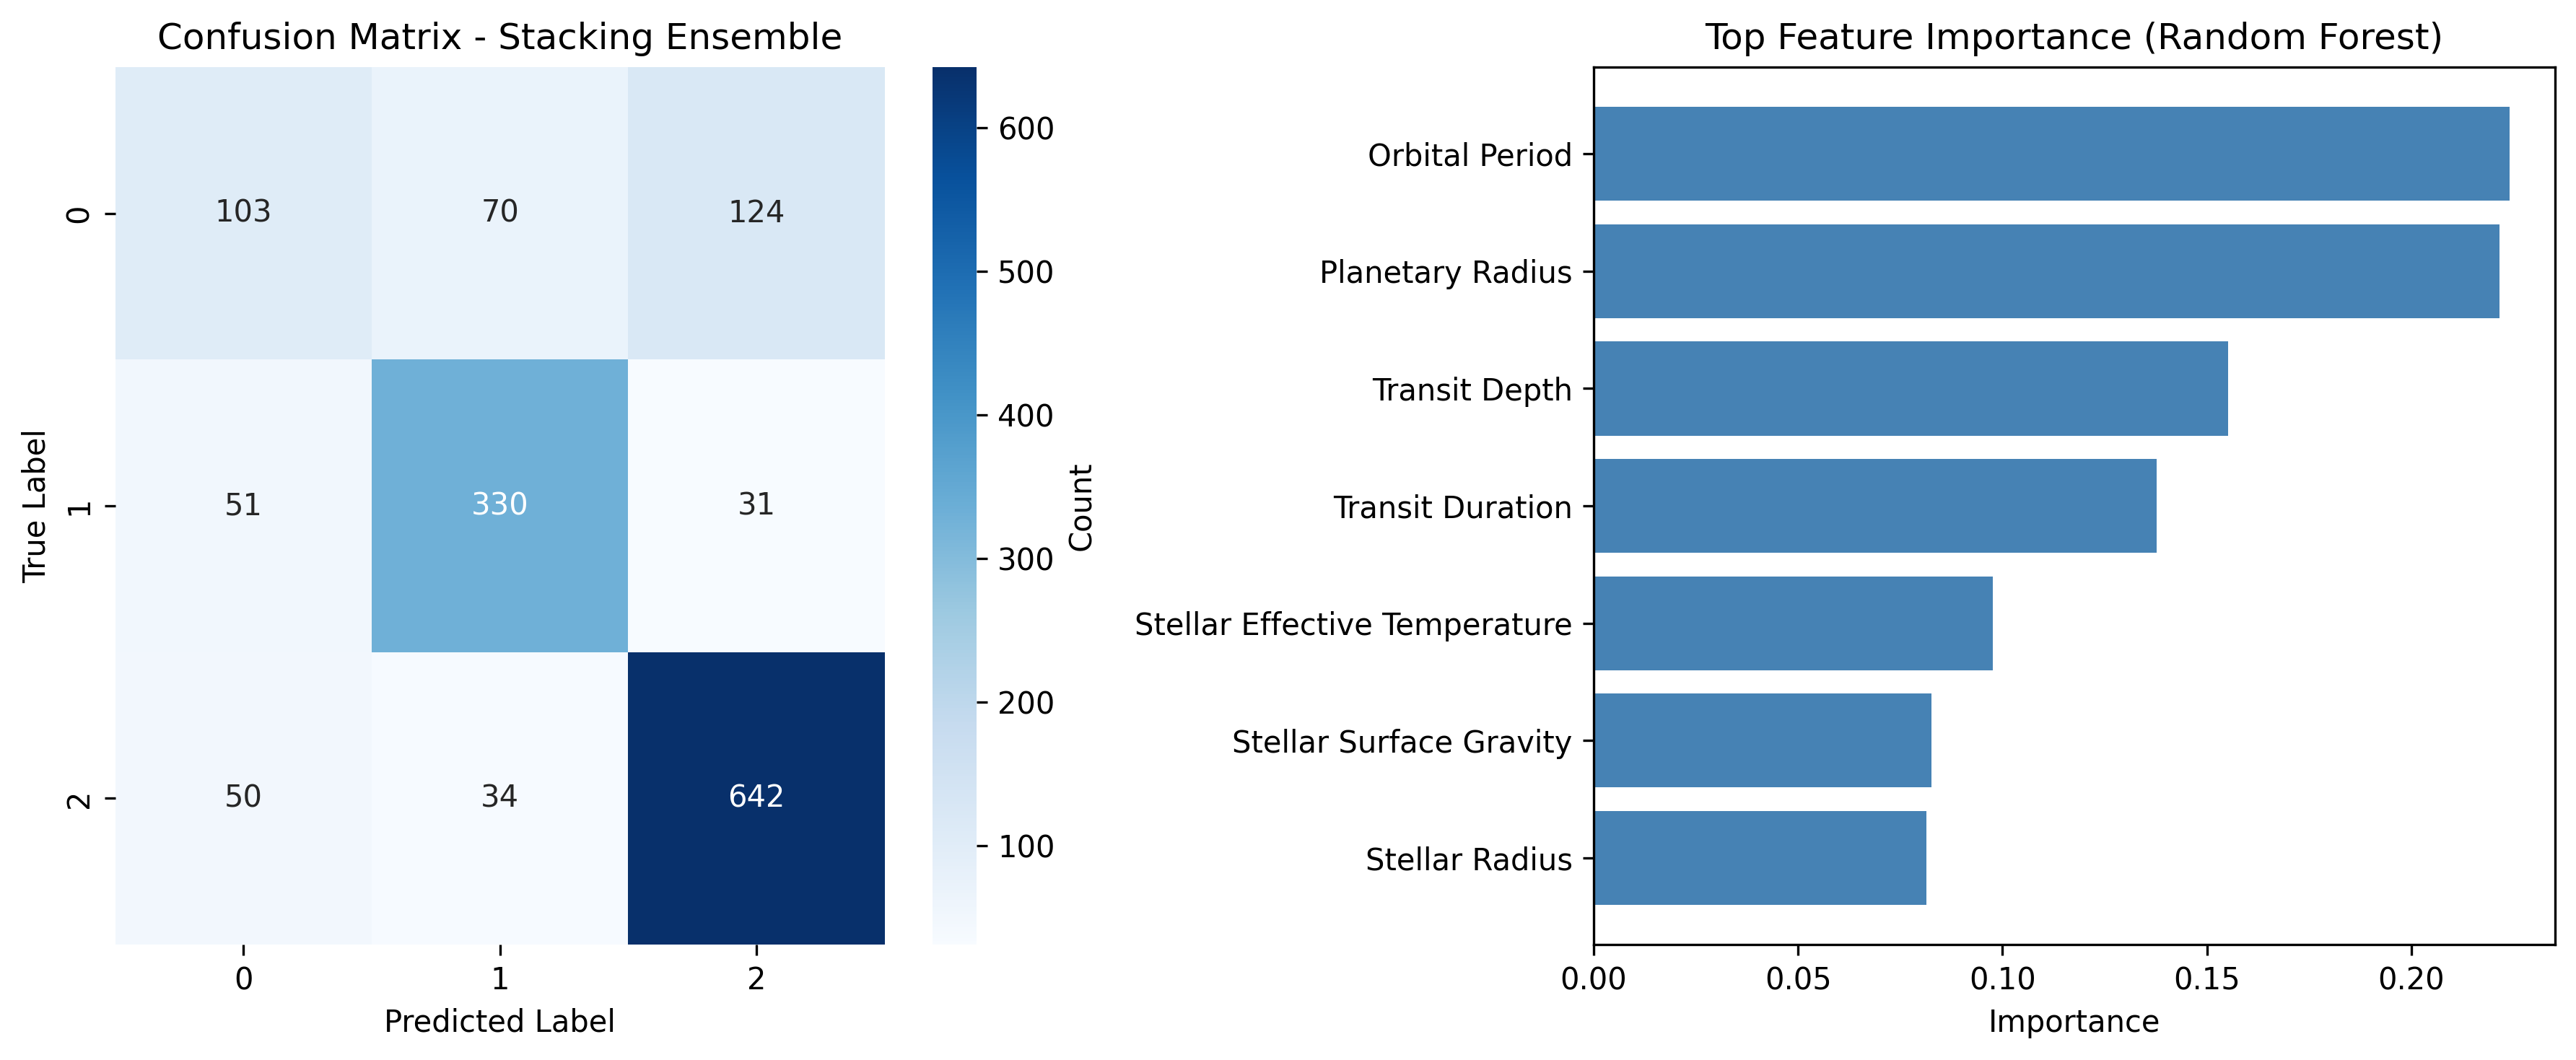 Confusion Matrix - Stacking Ensemble
True Label
0
103
70
124
1
51
330
31
2
50
34
642
0
1
2
Predicted Label
600
500
400
300
200
100
Count
Top Feature Importance (Random Forest)
Orbital Period
Planetary Radius
Transit Depth
Transit Duration
Stellar Effective Temperature
Stellar Surface Gravity
Stellar Radius
0.00
0.05
0.10
0.15
0.20
Importance